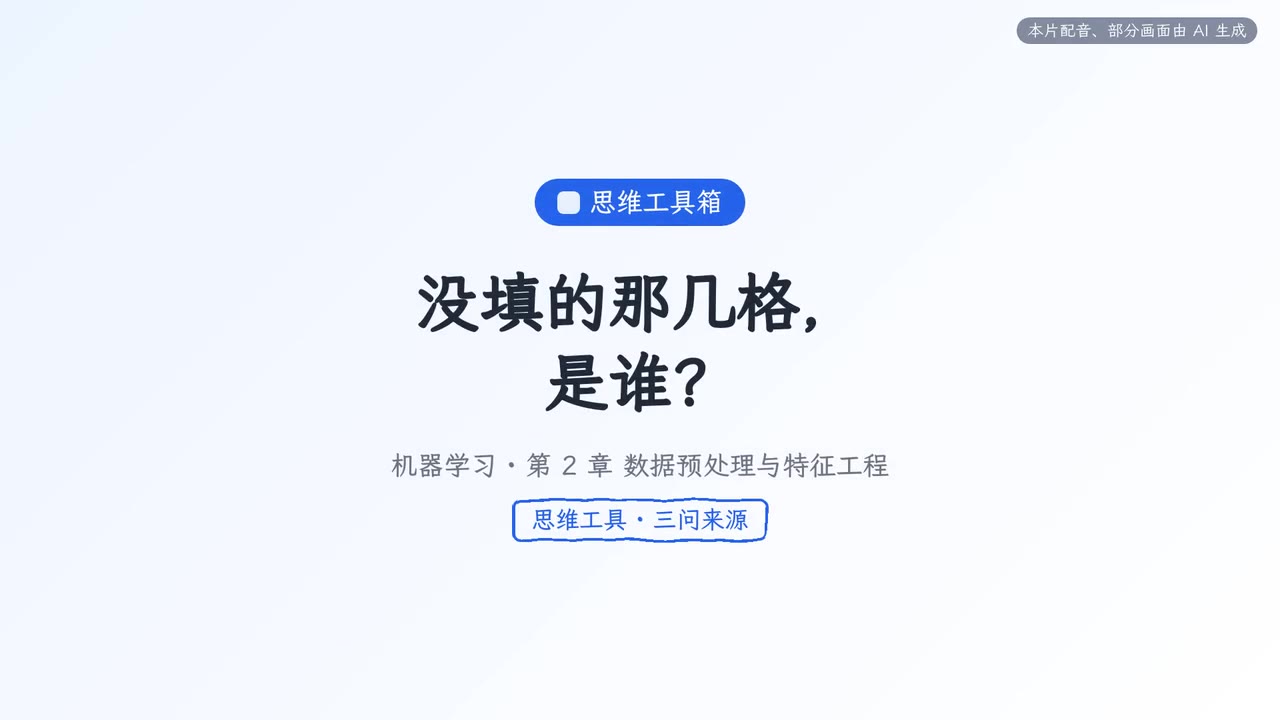 本片配音、部分画面由 AI 生成
思维工具箱
没填的那几格,
是谁?
机器学习·第 2 章 数据预处理与特征工程
思维工具·三问来源